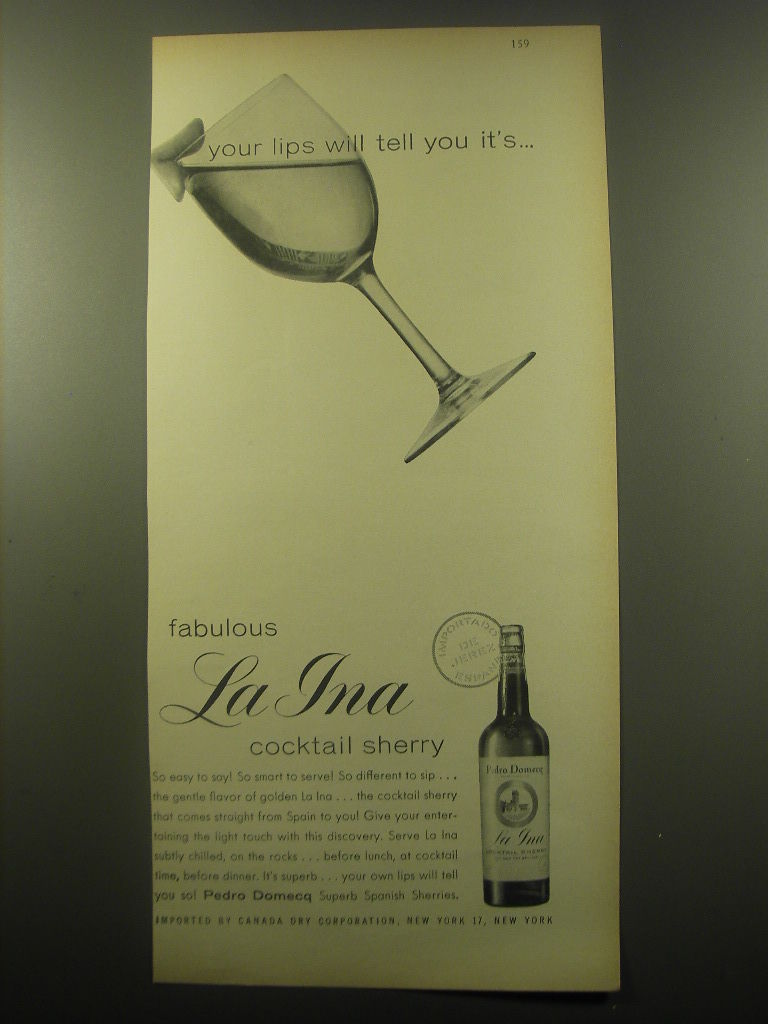 159
your lips will tell you it's...
fabulous
La Ina
cocktail sherry
IMPORTADO
DE
JEREZ
ESPAÑA
So easy to say! So smart to serve! So different to sip . . .
the gentle flavor of golden La Ina . . . the cocktail sherry
that comes straight from Spain to you! Give your enter-
taining the light touch with this discovery. Serve La Ina
subtly chilled, on the rocks . . . before lunch, at cocktail
time, before dinner. It's superb . . . your own lips will tell
you so! Pedro Domecq Superb Spanish Sherries.
Pedro Domecq
La Ina
COCKTAIL SHERRY
IMPORTED BY CANADA DRY CORPORATION, NEW YORK 17, NEW YORK